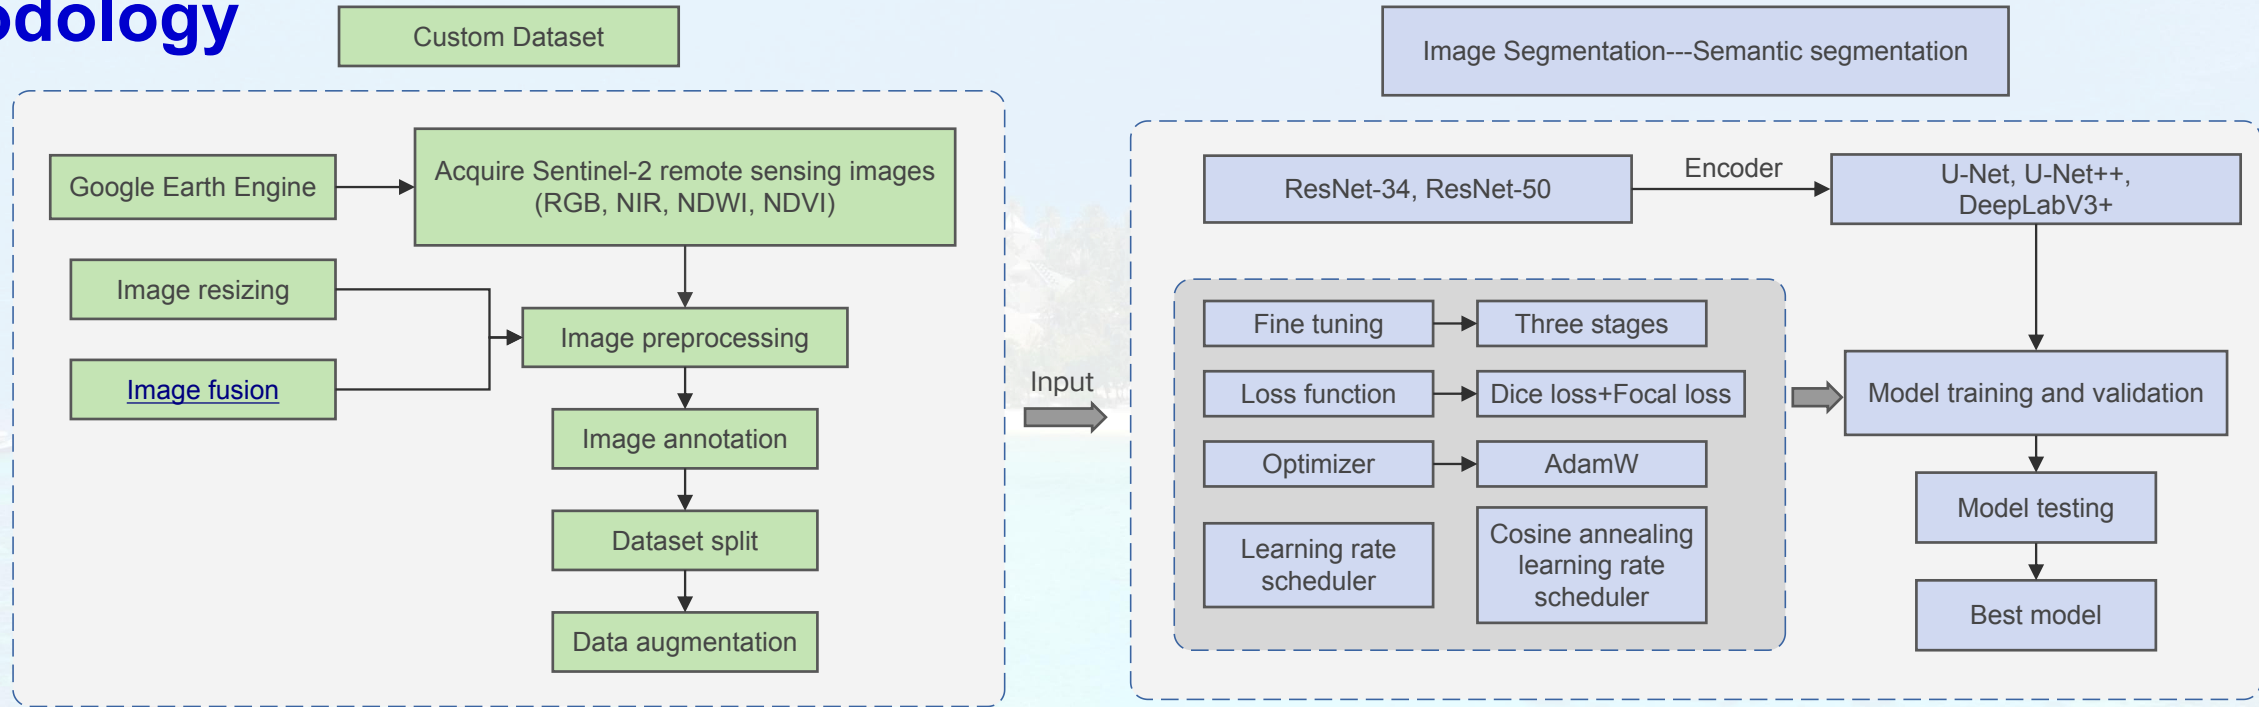 odology
Custom Dataset
Google Earth Engine
Acquire Sentinel-2 remote sensing images
(RGB, NIR, NDWI, NDVI)
Image resizing
Image fusion
Image preprocessing
Image annotation
Dataset split
Data augmentation
Input
Image Segmentation---Semantic segmentation
ResNet-34, ResNet-50
Encoder
U-Net, U-Net++,
DeepLabV3+
Fine tuning
Three stages
Loss function
Dice loss+Focal loss
Optimizer
AdamW
Learning rate
scheduler
Cosine annealing
learning rate
scheduler
Model training and validation
Model testing
Best model